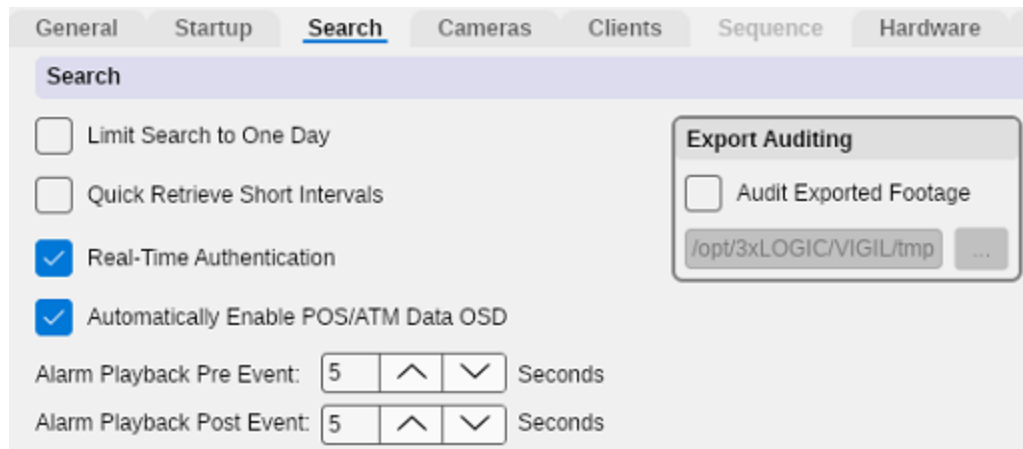 General Startup Search Cameras Clients Sequence Hardware
Search
Limit Search to One Day
Quick Retrieve Short Intervals
Real-Time Authentication
Automatically Enable POS/ATM Data OSD
Alarm Playback Pre Event: 5 Seconds
Alarm Playback Post Event: 5 Seconds
Export Auditing
Audit Exported Footage
/opt/3xLOGIC/VIGIL/tmp ...